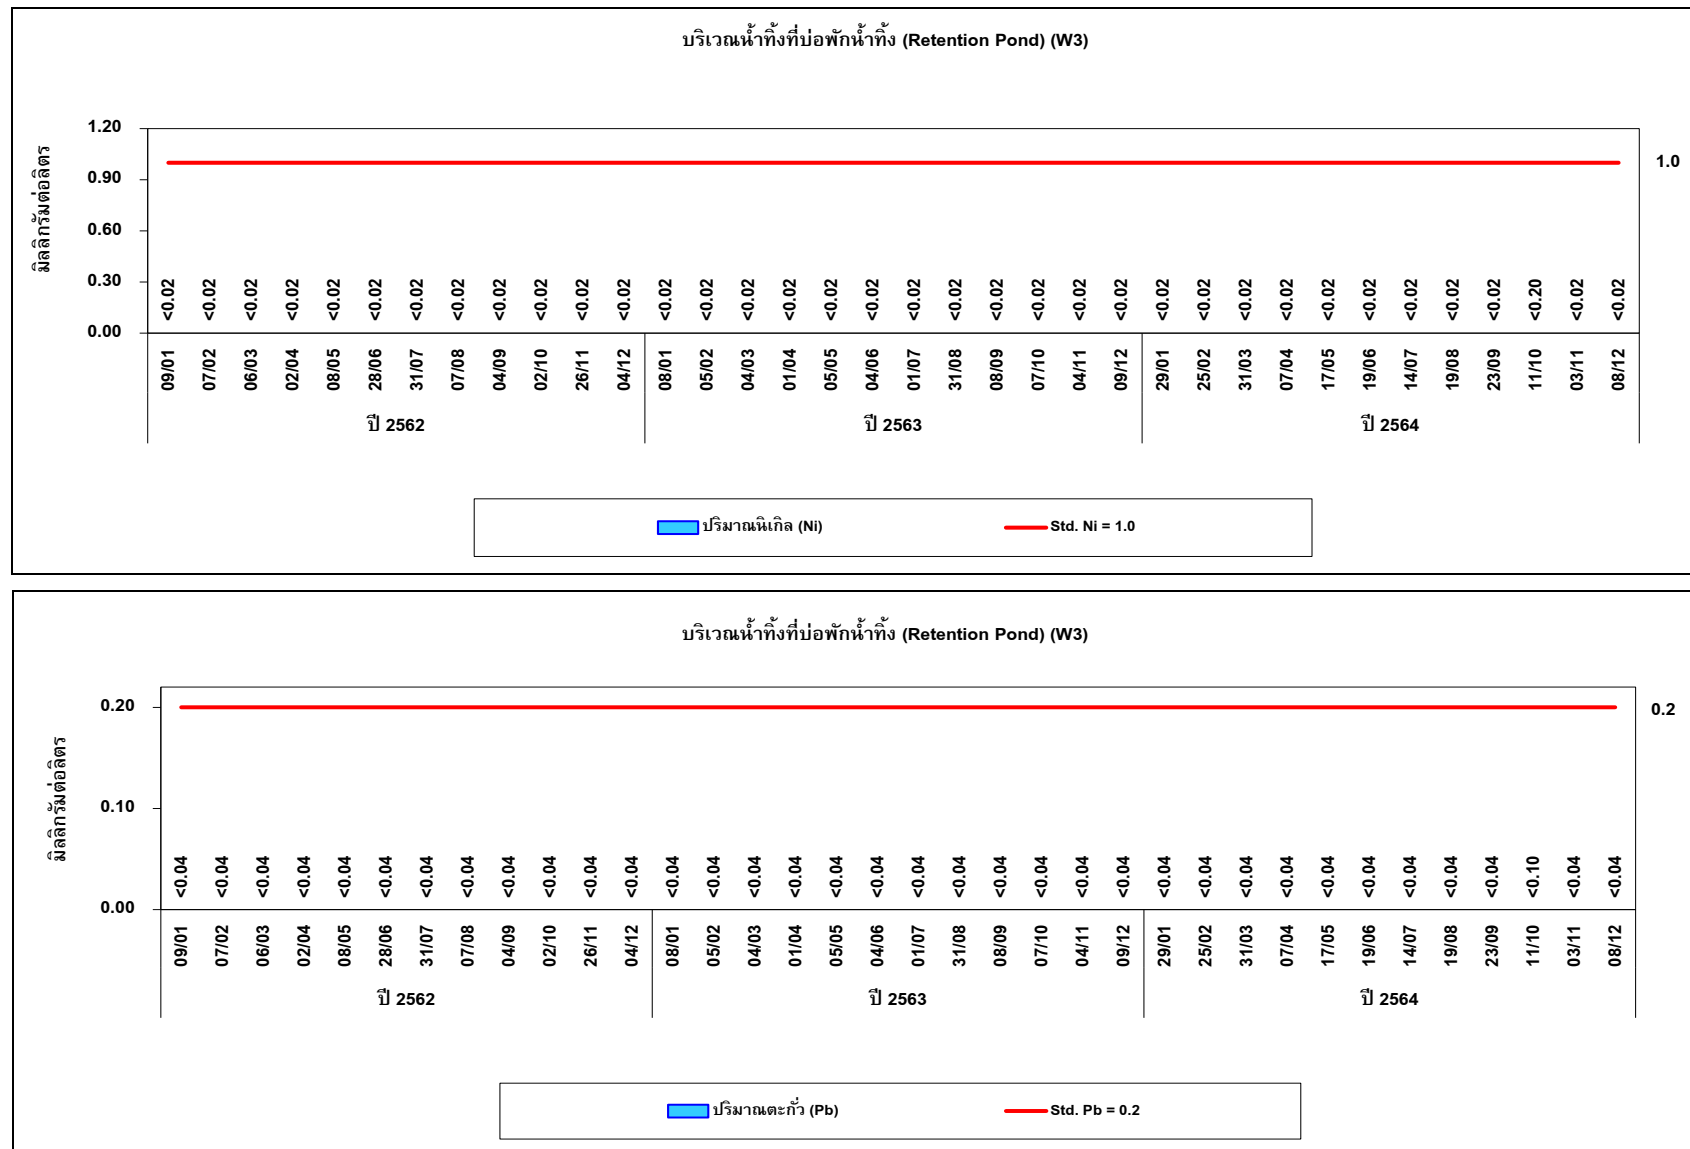 บริเวณน้ำทิ้งที่บ่อพักน้ำทิ้ง (Retention Pond) (W3)
มิลลิกรัมต่อลิตร
1.20
0.90
0.60
0.30
0.00
1.0
<0.02 <0.02 <0.02 <0.02 <0.02 <0.02 <0.02 <0.02 <0.02 <0.02 <0.02 <0.02 <0.02 <0.02 <0.02 <0.02 <0.02 <0.02 <0.02 <0.02 <0.02 <0.02 <0.02 <0.02 <0.02 <0.02 <0.02 <0.02 <0.02 <0.02 <0.02 <0.02 <0.02 <0.20 <0.02 <0.02
09/01 07/02 06/03 02/04 08/05 28/06 31/07 07/08 04/09 02/10 26/11 04/12 08/01 05/02 04/03 01/04 05/05 04/06 01/07 31/08 08/09 07/10 04/11 09/12 29/01 25/02 31/03 07/04 17/05 19/06 14/07 19/08 23/09 11/10 03/11 08/12
ปี 2562 ปี 2563 ปี 2564
ปริมาณนิเกิล (Ni) Std. Ni = 1.0
บริเวณน้ำทิ้งที่บ่อพักน้ำทิ้ง (Retention Pond) (W3)
มิลลิกรัมต่อลิตร
0.20
0.10
0.00
0.2
<0.04 <0.04 <0.04 <0.04 <0.04 <0.04 <0.04 <0.04 <0.04 <0.04 <0.04 <0.04 <0.04 <0.04 <0.04 <0.04 <0.04 <0.04 <0.04 <0.04 <0.04 <0.04 <0.04 <0.04 <0.04 <0.04 <0.04 <0.04 <0.04 <0.04 <0.04 <0.04 <0.04 <0.10 <0.04 <0.04
09/01 07/02 06/03 02/04 08/05 28/06 31/07 07/08 04/09 02/10 26/11 04/12 08/01 05/02 04/03 01/04 05/05 04/06 01/07 31/08 08/09 07/10 04/11 09/12 29/01 25/02 31/03 07/04 17/05 19/06 14/07 19/08 23/09 11/10 03/11 08/12
ปี 2562 ปี 2563 ปี 2564
ปริมาณตะกั่ว (Pb) Std. Pb = 0.2